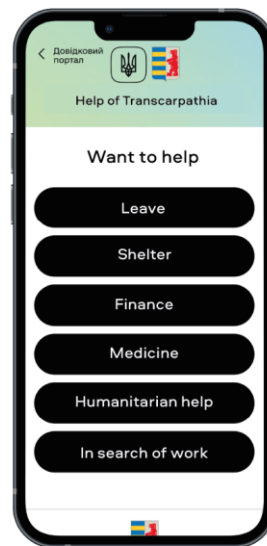 Довідковий
портал
Help of Transcarpathia
Want to help
Leave
Shelter
Finance
Medicine
Humanitarian help
In search of work